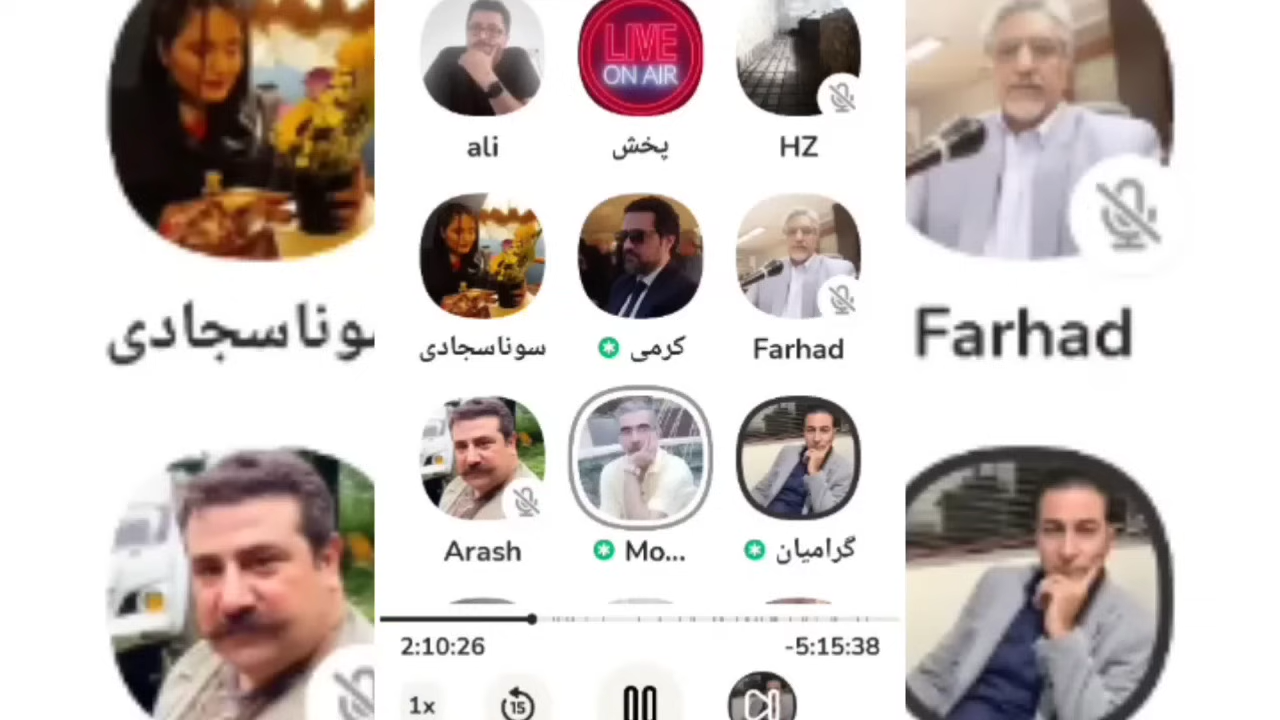 LIVE
ON AIR
ali
پخش
HZ
سوناسجادی
کرمی
Farhad
Arash
Mo...
گرامیان
2:10:26
-5:15:38
1x
15
سوناسجادی
Farhad